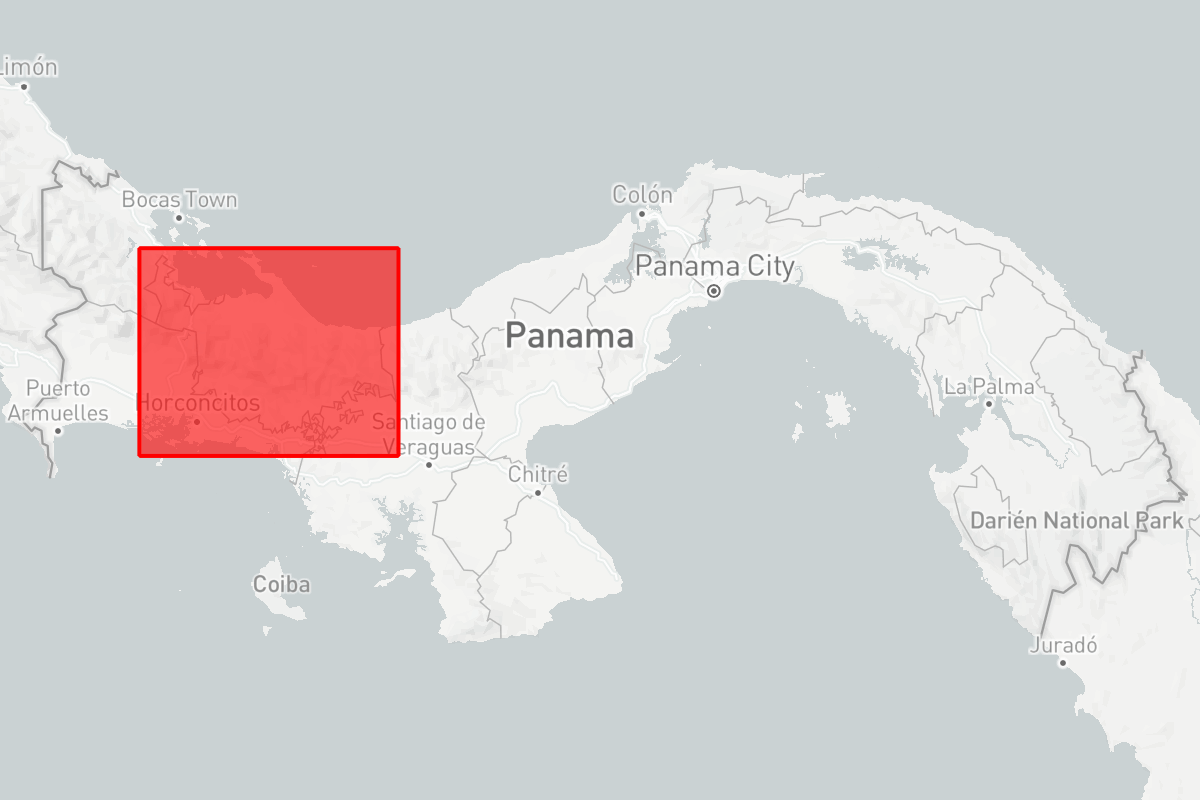 Limón
Bocas Town
Colón
Panama City
Panama
Puerto
Armuelles
Horconcitos
La Palma
Santiago de
Veraguas
Chitré
Darién National Park
Coiba
Juradó